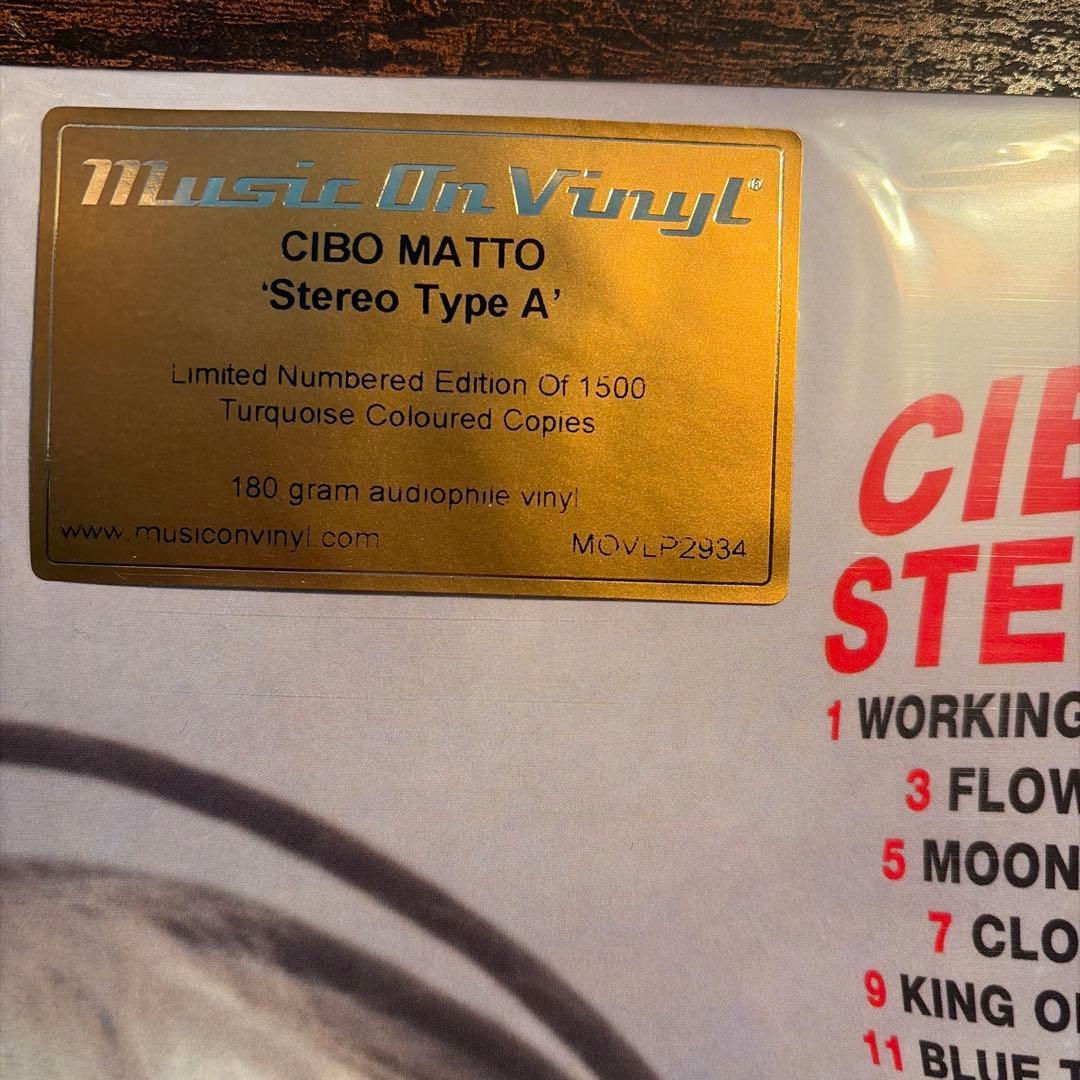 Music On Vinyl®
CIBO MATTO
‘Stereo Type A’
Limited Numbered Edition Of 1500
Turquoise Coloured Copies
180 gram audiophile vinyl
www.musiconvinyl.com MOVLP2934
CIB
STE
1 WORKING
3 FLOW
5 MOON
7 CLO
9 KING O
11 BLUE T